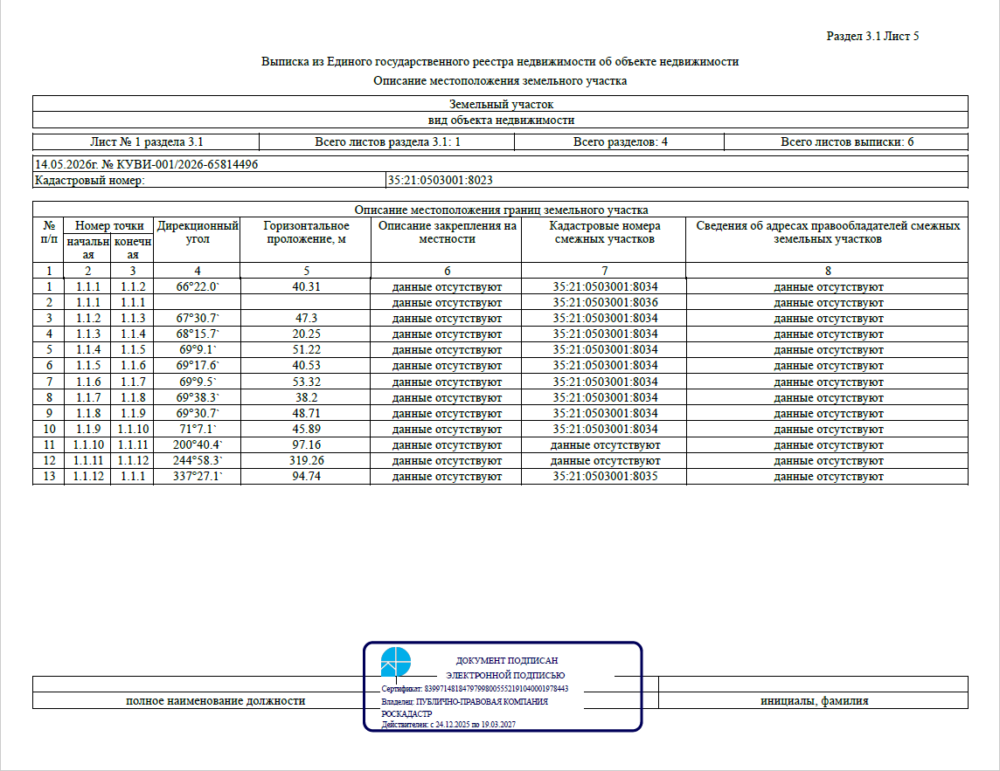 Раздел 3.1 Лист 5
Выписка из Единого государственного реестра недвижимости об объекте недвижимости
Описание местоположения земельного участка
Земельный участок
вид объекта недвижимости
Лист № 1 раздела 3.1 Всего листов раздела 3.1: 1 Всего разделов: 4 Всего листов выписки: 6
14.05.2026г. № КУВИ-001/2026-65814496
Кадастровый номер: 35:21:0503001:8023
Описание местоположения границ земельного участка
№ п/п Номер точки Дирекционный угол Горизонтальное проложение, м Описание закрепления на местности Кадастровые номера смежных участков Сведения об адресах правообладателей смежных земельных участков
начальн ая конечн ая
1 2 3 4 5 6 7 8
1 1.1.1 1.1.2 66°22.0` 40.31 данные отсутствуют 35:21:0503001:8034 данные отсутствуют
2 1.1.1 1.1.1 данные отсутствуют 35:21:0503001:8036 данные отсутствуют
3 1.1.2 1.1.3 67°30.7` 47.3 данные отсутствуют 35:21:0503001:8034 данные отсутствуют
4 1.1.3 1.1.4 68°15.7` 20.25 данные отсутствуют 35:21:0503001:8034 данные отсутствуют
5 1.1.4 1.1.5 69°9.1` 51.22 данные отсутствуют 35:21:0503001:8034 данные отсутствуют
6 1.1.5 1.1.6 69°17.6` 40.53 данные отсутствуют 35:21:0503001:8034 данные отсутствуют
7 1.1.6 1.1.7 69°9.5` 53.32 данные отсутствуют 35:21:0503001:8034 данные отсутствуют
8 1.1.7 1.1.8 69°38.3` 38.2 данные отсутствуют 35:21:0503001:8034 данные отсутствуют
9 1.1.8 1.1.9 69°30.7` 48.71 данные отсутствуют 35:21:0503001:8034 данные отсутствуют
10 1.1.9 1.1.10 71°7.1` 45.89 данные отсутствуют 35:21:0503001:8034 данные отсутствуют
11 1.1.10 1.1.11 200°40.4` 97.16 данные отсутствуют данные отсутствуют данные отсутствуют
12 1.1.11 1.1.12 244°58.3` 319.26 данные отсутствуют данные отсутствуют данные отсутствуют
13 1.1.12 1.1.1 337°27.1` 94.74 данные отсутствуют 35:21:0503001:8035 данные отсутствуют
ДОКУМЕНТ ПОДПИСАН
ЭЛЕКТРОННОЙ ПОДПИСЬЮ
Сертификат: 83997148184797998005552191040001978443
Владелец: ПУБЛИЧНО-ПРАВОВАЯ КОМПАНИЯ
РОСКАДАСТР
Действителен: с 24.12.2025 по 19.03.2027
полное наименование должности инициалы, фамилия